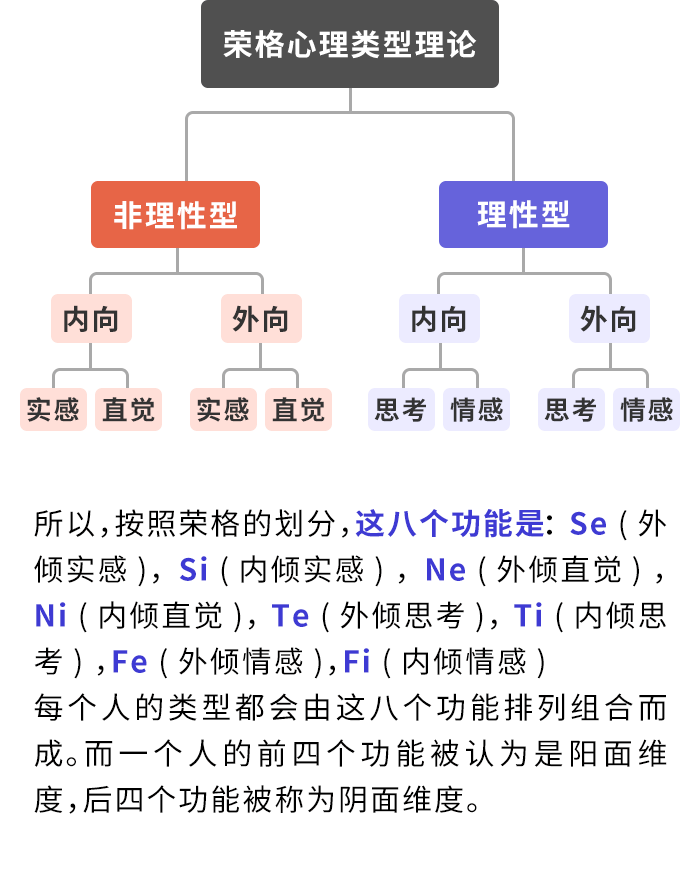 荣格心理类型理论
非理性型
理性型
内向
外向
内向
外向
实感
直觉
实感
直觉
思考
情感
思考
情感
所以，按照荣格的划分，这八个功能是：Se（外
倾实感），Si（内倾实感），Ne（外倾直觉），
Ni（内倾直觉），Te（外倾思考），Ti（内倾思
考），Fe（外倾情感），Fi（内倾情感）
每个人的类型都会由这八个功能排列组合而
成。而一个人的前四个功能被认为是阳面维
度，后四个功能被称为阴面维度。